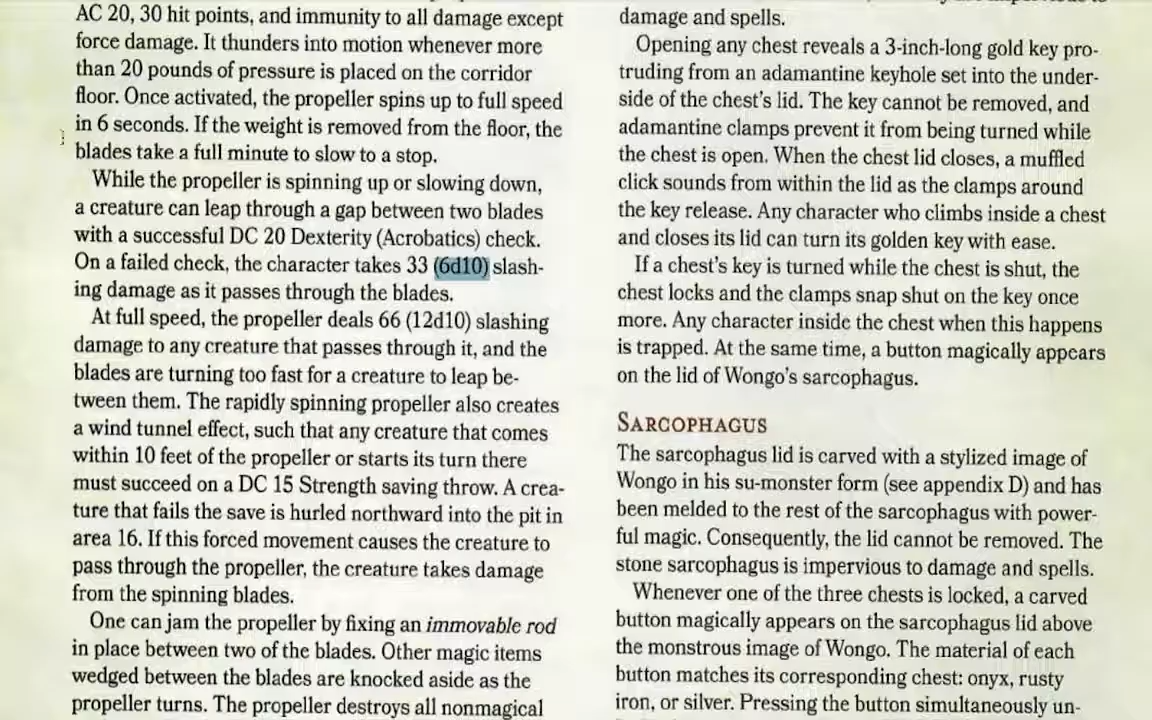 AC 20, 30 hit points, and immunity to all damage except
force damage. It thunders into motion whenever more
than 20 pounds of pressure is placed on the corridor
floor. Once activated, the propeller spins up to full speed
in 6 seconds. If the weight is removed from the floor, the
blades take a full minute to slow to a stop.
While the propeller is spinning up or slowing down,
a creature can leap through a gap between two blades
with a successful DC 20 Dexterity (Acrobatics) check.
On a failed check, the character takes 33 (6d10) slash-
ing damage as it passes through the blades.
At full speed, the propeller deals 66 (12d10) slashing
damage to any creature that passes through it, and the
blades are turning too fast for a creature to leap be-
tween them. The rapidly spinning propeller also creates
a wind tunnel effect, such that any creature that comes
within 10 feet of the propeller or starts its turn there
must succeed on a DC 15 Strength saving throw. A crea-
ture that fails the save is hurled northward into the pit in
area 16. If this forced movement causes the creature to
pass through the propeller, the creature takes damage
from the spinning blades.
One can jam the propeller by fixing an immovable rod
in place between two of the blades. Other magic items
wedged between the blades are knocked aside as the
propeller turns. The propeller destroys all nonmagical
damage and spells.
Opening any chest reveals a 3-inch-long gold key pro-
truding from an adamantine keyhole set into the under-
side of the chest's lid. The key cannot be removed, and
adamantine clamps prevent it from being turned while
the chest is open. When the chest lid closes, a muffled
click sounds from within the lid as the clamps around
the key release. Any character who climbs inside a chest
and closes its lid can turn its golden key with ease.
If a chest's key is turned while the chest is shut, the
chest locks and the clamps snap shut on the key once
more. Any character inside the chest when this happens
is trapped. At the same time, a button magically appears
on the lid of Wongo's sarcophagus.
SARCOPHAGUS
The sarcophagus lid is carved with a stylized image of
Wongo in his su-monster form (see appendix D) and has
been melded to the rest of the sarcophagus with power-
ful magic. Consequently, the lid cannot be removed. The
stone sarcophagus is impervious to damage and spells.
Whenever one of the three chests is locked, a carved
button magically appears on the sarcophagus lid above
the monstrous image of Wongo. The material of each
button matches its corresponding chest: onyx, rusty
iron, or silver. Pressing the button simultaneously un-